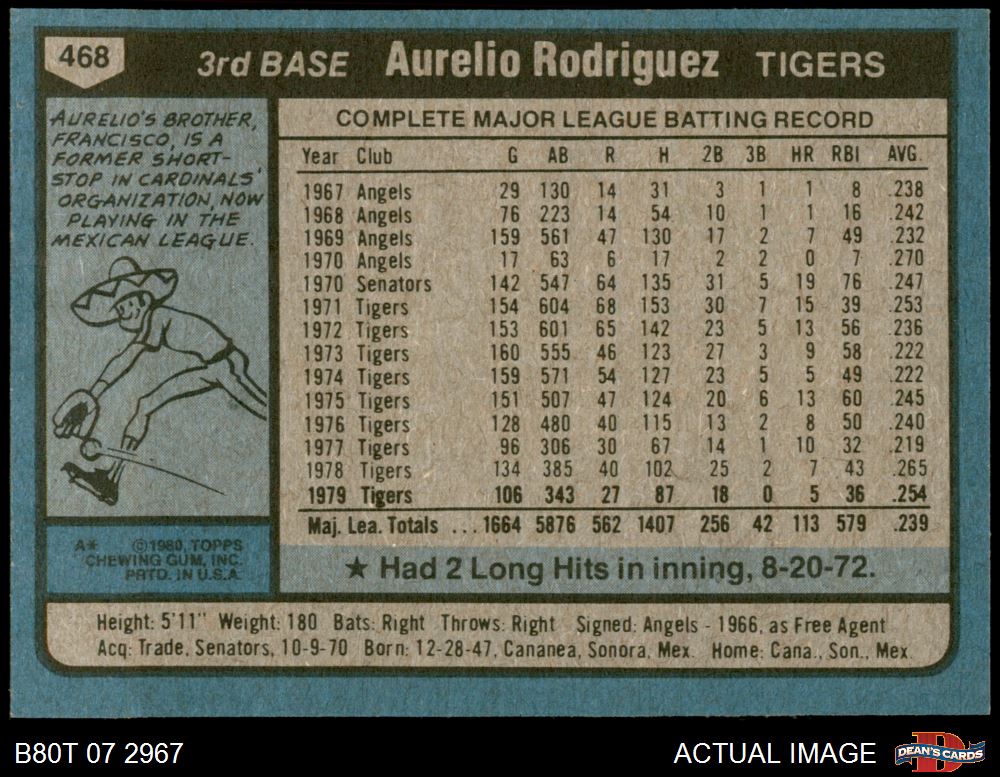 468 3rd BASE Aurelio Rodriguez TIGERS
AURELIO'S BROTHER,
FRANCISCO, IS A
FORMER SHORT-
STOP IN CARDINALS'
ORGANIZATION, NOW
PLAYING IN THE
MEXICAN LEAGUE.
A* ©1980, TOPPS
CHEWING GUM, INC.
PRTD. IN U.S.A.
COMPLETE MAJOR LEAGUE BATTING RECORD
Year Club G AB R H 2B 3B HR RBI AVG.
1967 Angels 29 130 14 31 3 1 1 8 .238
1968 Angels 76 223 14 54 10 1 1 16 .242
1969 Angels 159 561 47 130 17 2 7 49 .232
1970 Angels 17 63 6 17 2 2 0 7 .270
1970 Senators 142 547 64 135 31 5 19 76 .247
1971 Tigers 154 604 68 153 30 7 15 39 .253
1972 Tigers 153 601 65 142 23 5 13 56 .236
1973 Tigers 160 555 46 123 27 3 9 58 .222
1974 Tigers 159 571 54 127 23 5 5 49 .222
1975 Tigers 151 507 47 124 20 6 13 60 .245
1976 Tigers 128 480 40 115 13 2 8 50 .240
1977 Tigers 96 306 30 67 14 1 10 32 .219
1978 Tigers 134 385 40 102 25 2 7 43 .265
1979 Tigers 106 343 27 87 18 0 5 36 .254
Maj. Lea. Totals ... 1664 5876 562 1407 256 42 113 579 .239
★ Had 2 Long Hits in inning, 8-20-72.
Height: 5'11" Weight: 180 Bats: Right Throws: Right Signed: Angels - 1966, as Free Agent
Acq: Trade, Senators, 10-9-70 Born: 12-28-47, Cananea, Sonora, Mex. Home: Cana., Son., Mex.
B80T 07 2967 ACTUAL IMAGE D DEAN'S CARDS